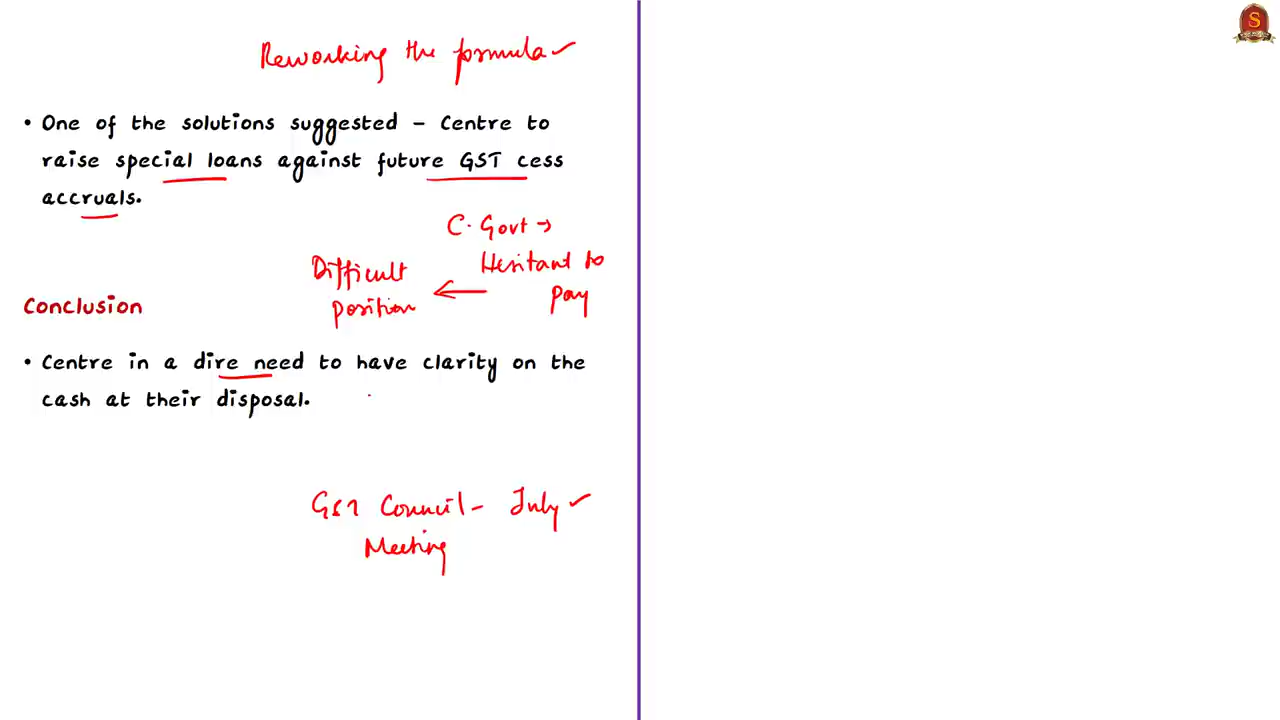 Reworking the formula
• One of the solutions suggested – Centre to
raise special loans against future GST cess
accruals.
C. Govt →
Hesitant to
pay
Difficult
position
Conclusion
• Centre in a dire need to have clarity on the
cash at their disposal.
GST Council - July
Meeting
S